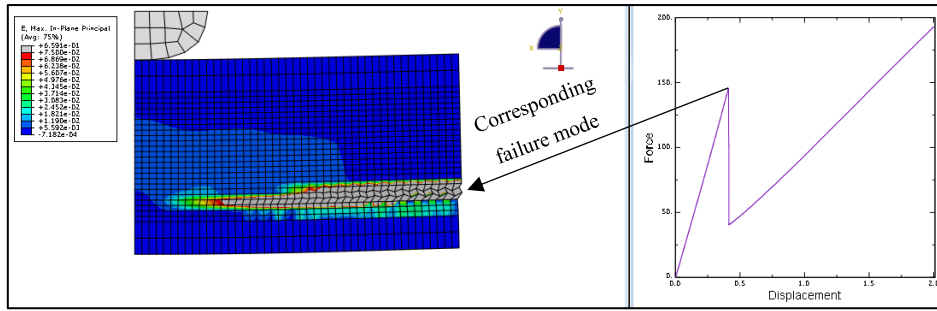 E, Max. In-Plane Principal
(Avg: 75%)
+6.591e-01
+7.500e-02
+6.869e-02
+6.238e-02
+5.607e-02
+4.976e-02
+4.345e-02
+3.714e-02
+3.083e-02
+2.452e-02
+1.821e-02
+1.190e-02
+5.592e-03
-7.182e-04
Y
X
Corresponding
failure mode
200.
150.
100.
50.
0.
Force
0.0
0.5
1.0
1.5
2.0
Displacement